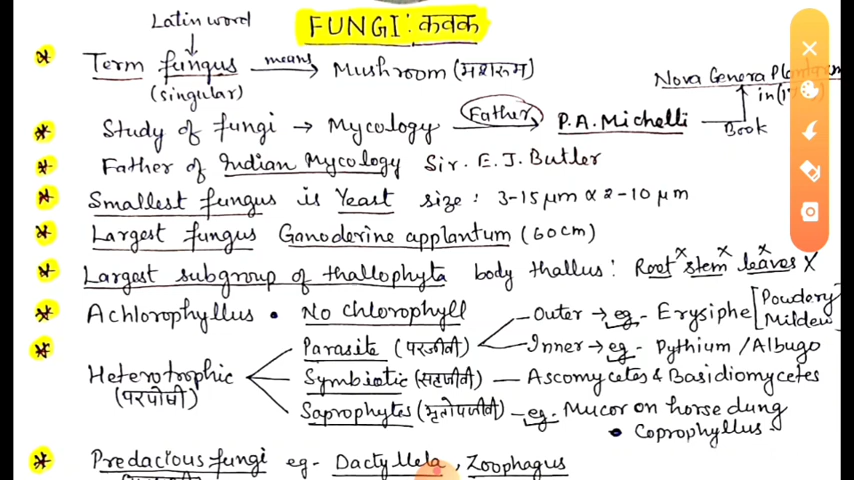 Latin word
FUNGI: कवक
Term fungus means Mushroom (मशरूम)
(singular)
Nova Genera
in (17
Study of fungi → Mycology Father P.A. Michelli
Book
Father of Indian Mycology Sir. E.J. Butler
Smallest fungus is Yeast size: 3-15 μm × 2-10 μm
Largest fungus Ganoderine applantum (60cm)
Largest subgroup of thallophyta body thallus: Root x stem x leaves x X
Achlorophyllus • No chlorophyll
Outer → eg - Erysiphe [Poudery Mildew
Heterotrophic
(परपोषी)
Parasite (परजीवी)
Inner → eg - Pythium / Albugo
Symbiotic (सहजीवी) - Ascomycetes & Basidiomycetes
Saprophytes (मृतोपजीवी) - eg - Mucor on horse dung
• Coprophyllus.
Predacious fungi eg - Dactyllela, Zoophagus